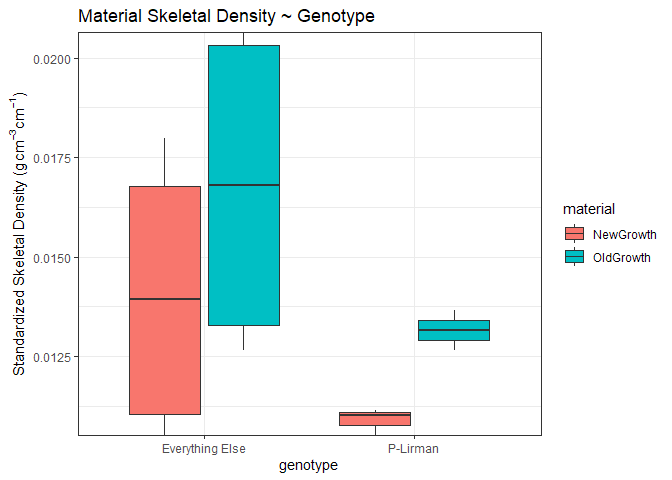 Material Skeletal Density ~ Genotype
Standardized Skeletal Density (g cm⁻³ cm⁻¹)
0.0200
0.0175
0.0150
0.0125
Everything Else
P-Lirman
genotype
material
NewGrowth
OldGrowth